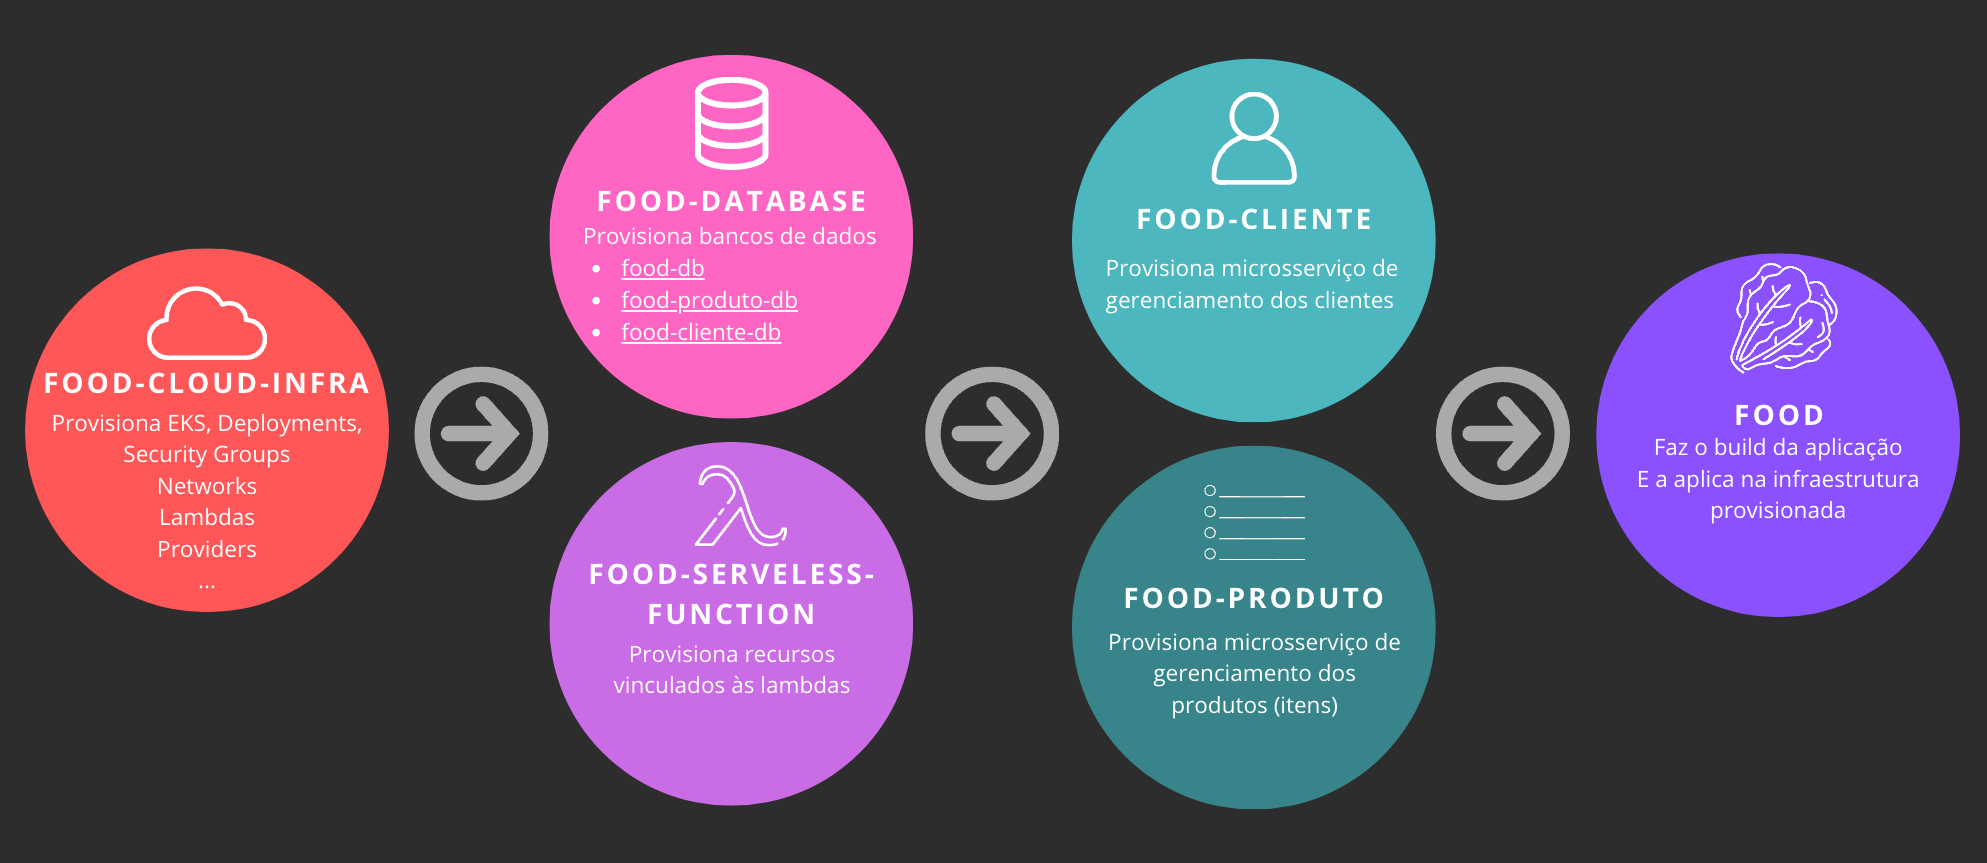 FOOD-CLOUD-INFRA
Provisiona EKS, Deployments,
Security Groups
Networks
Lambdas
Providers
...
FOOD-DATABASE
Provisiona bancos de dados
• food-db
• food-produto-db
• food-cliente-db
FOOD-SERVELESS-
FUNCTION
Provisiona recursos
vinculados às lambdas
FOOD-CLIENTE
Provisiona microsserviço de
gerenciamento dos clientes
FOOD-PRODUTO
Provisiona microsserviço de
gerenciamento dos
produtos (itens)
FOOD
Faz o build da aplicação
E a aplica na infraestrutura
provisionada